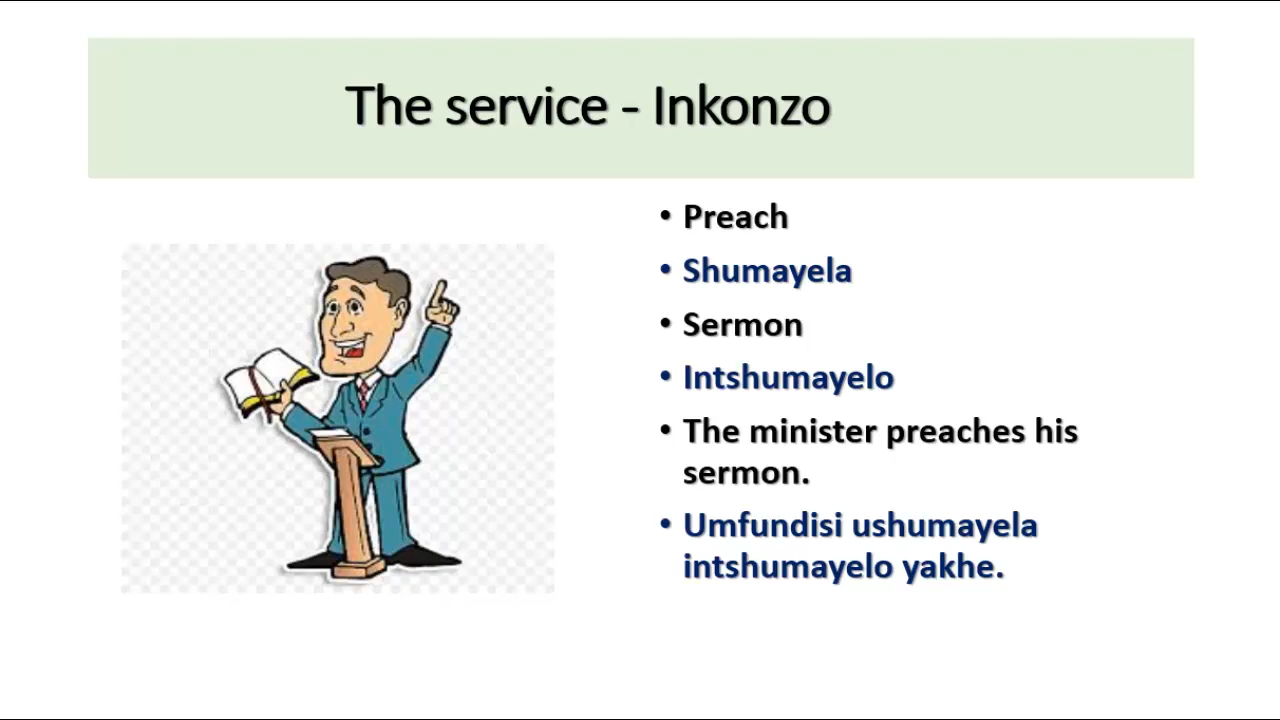 The service - Inkonzo
• Preach
• Shumayela
• Sermon
• Intshumayelo
• The minister preaches his
sermon.
• Umfundisi ushumayela
intshumayelo yakhe.